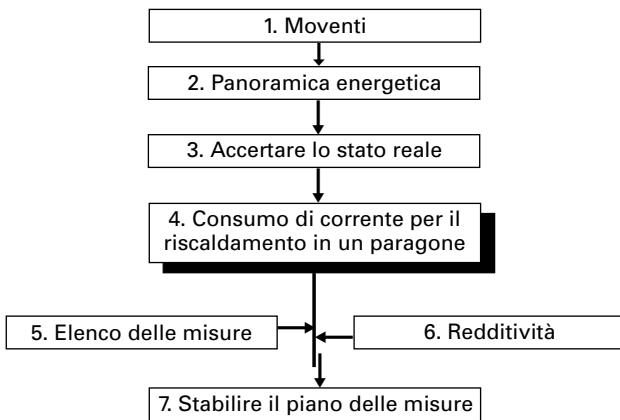 1. Moventi
2. Panoramica energetica
3. Accertare lo stato reale
4. Consumo di corrente per il
riscaldamento in un paragone
5. Elenco delle misure
6. Redditività
7. Stabilire il piano delle misure